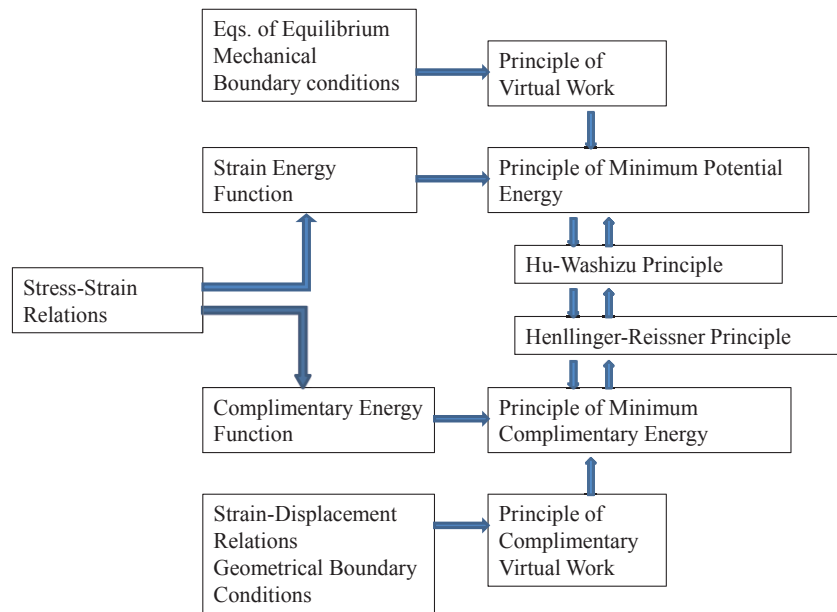 Eqs. of Equilibrium
Mechanical
Boundary conditions
Principle of
Virtual Work
Strain Energy
Function
Principle of Minimum Potential
Energy
Hu-Washizu Principle
Stress-Strain
Relations
Henllinger-Reissner Principle
Complimentary Energy
Function
Principle of Minimum
Complimentary Energy
Strain-Displacement
Relations
Geometrical Boundary
Conditions
Principle of
Complimentary
Virtual Work